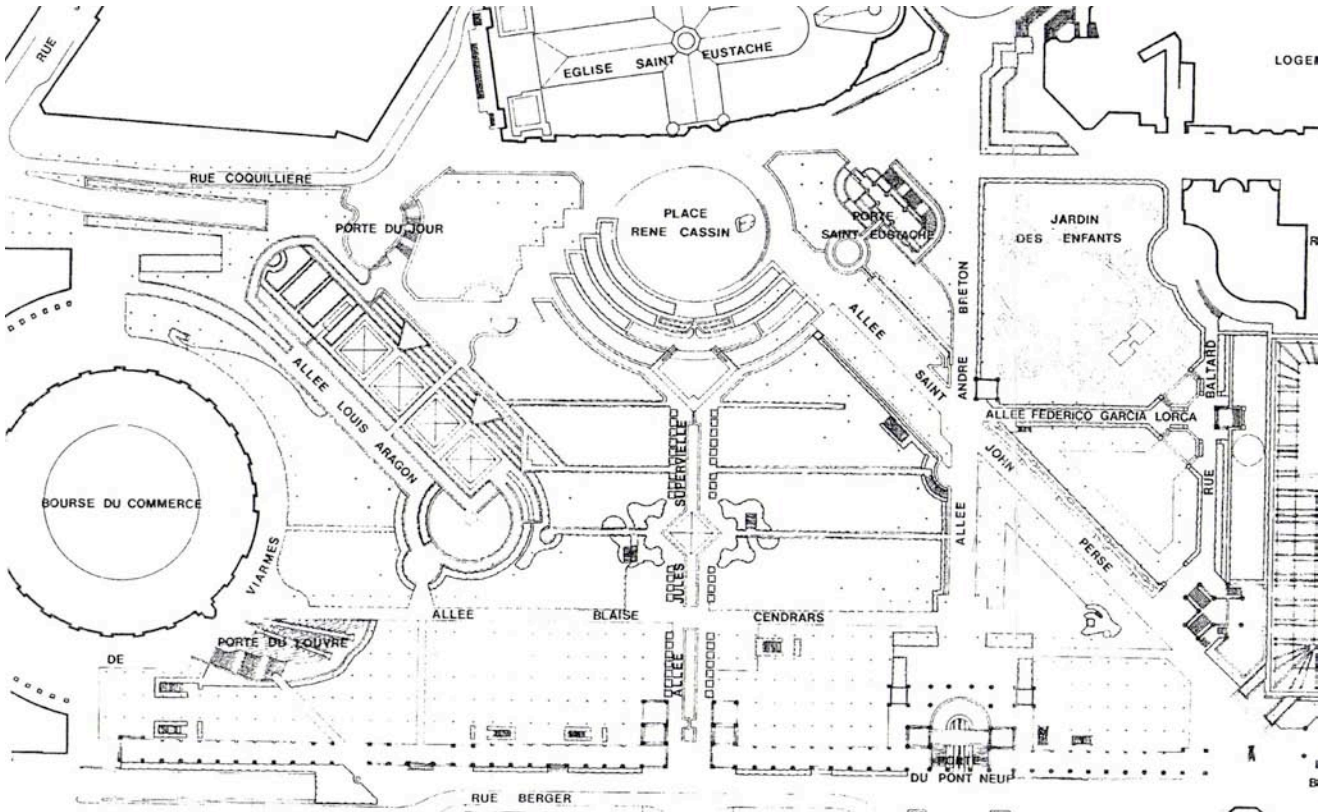 RUE
EGLISE SAINT EUSTACHE
LOGEM
RUE COQUILLIERE
PORTE DU JOUR
PLACE
RENE CASSIN
PORTE
SAINT EUSTACHE
JARDIN
DES ENFANTS
ALLEE ANDRE BRETON
ALLEE SAINT JOHN PERSE
ALLEE LOUIS ARAGON
ALLEE FEDERICO GARCIA LORCA
RUE BALTARD
ALLEE JULES SUPERVIELLE
BOURSE DU COMMERCE
DE VIARMES
ALLEE BLAISE CENDRARS
PORTE DU LOUVRE
PORTE
DU PONT NEUF
RUE BERGER